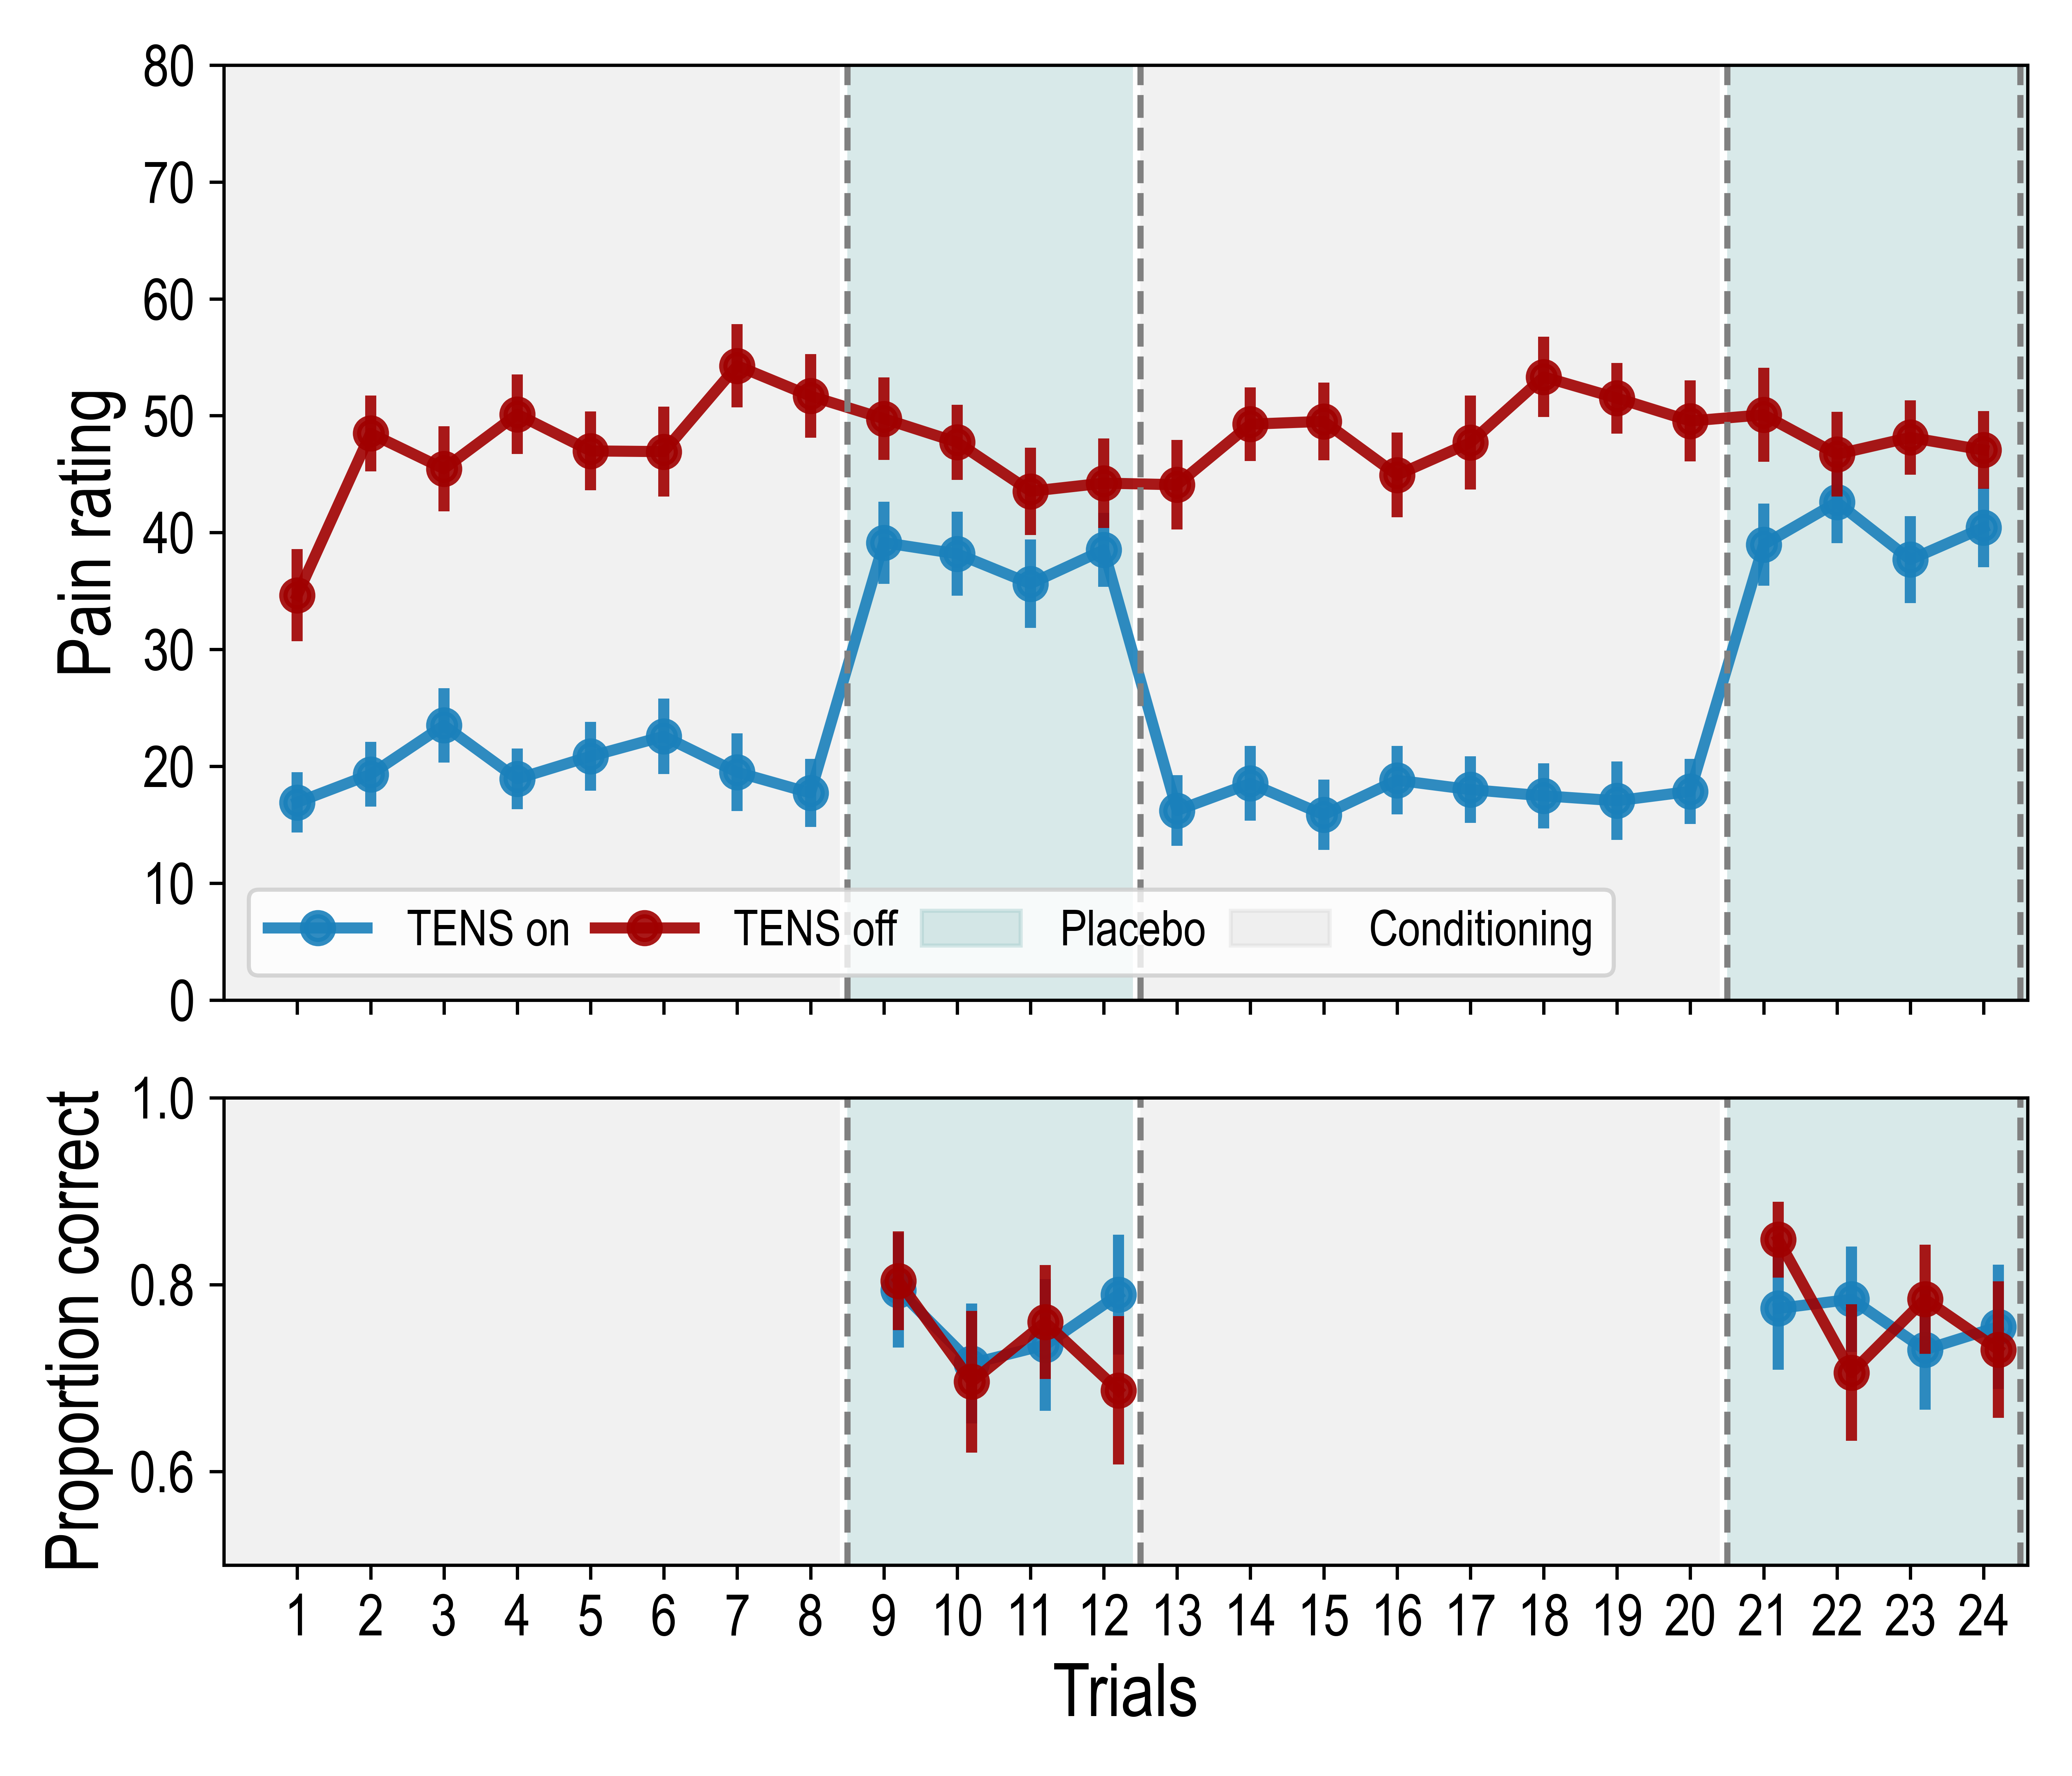 Pain rating
80
70
60
50
40
30
20
10
0
TENS on TENS off Placebo Conditioning
Proportion correct
1.0
0.8
0.6
1 2 3 4 5 6 7 8 9 10 11 12 13 14 15 16 17 18 19 20 21 22 23 24
Trials